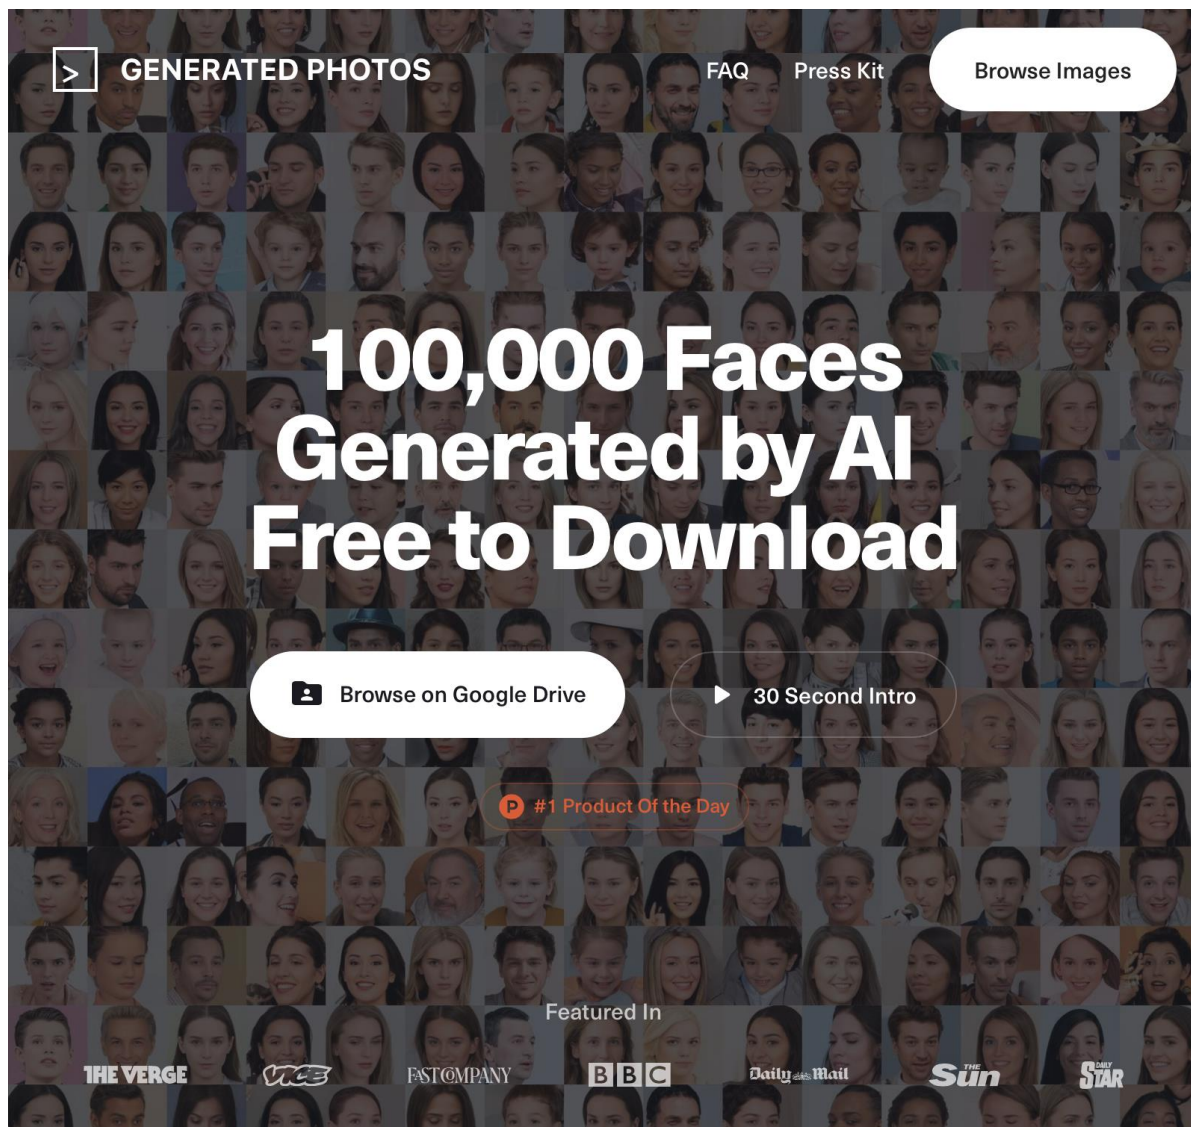 GENERATED PHOTOS
FAQ
Press Kit
Browse Images
100,000 Faces
Generated by AI
Free to Download
Browse on Google Drive
30 Second Intro
P #1 Product Of the Day
Featured In
THE VERGE
VICE
FAST COMPANY
BBC
Daily Mail
THE Sun
DAILY STAR